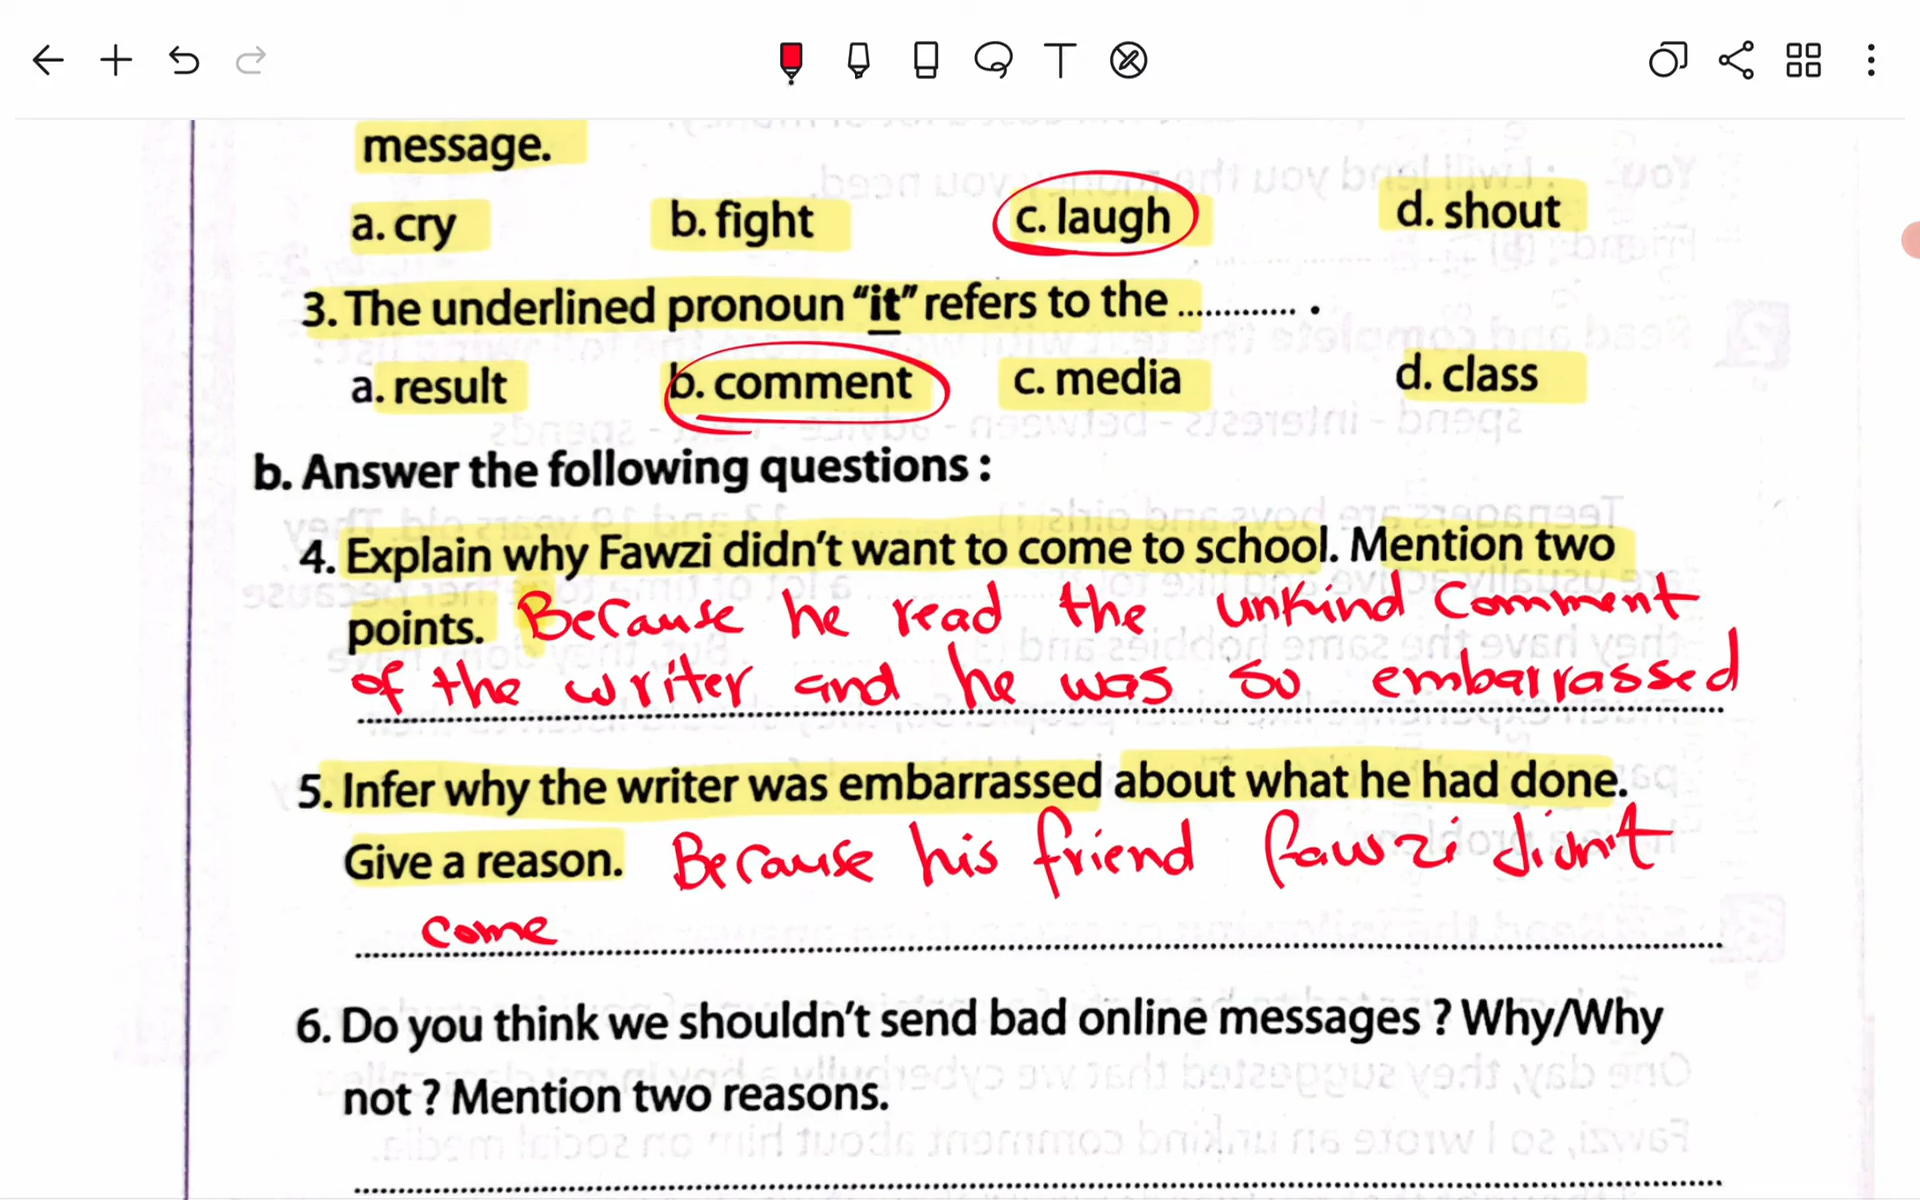 message.
a. cry b. fight c. laugh d. shout
3. The underlined pronoun “it” refers to the ............. .
a. result b. comment c. media d. class
b. Answer the following questions :
4. Explain why Fawzi didn’t want to come to school. Mention two
points. Because he read the unkind comment
of the writer and he was so embarrassed
5. Infer why the writer was embarrassed about what he had done.
Give a reason. Because his friend fawzi didn't
come
6. Do you think we shouldn’t send bad online messages ? Why/Why
not ? Mention two reasons.